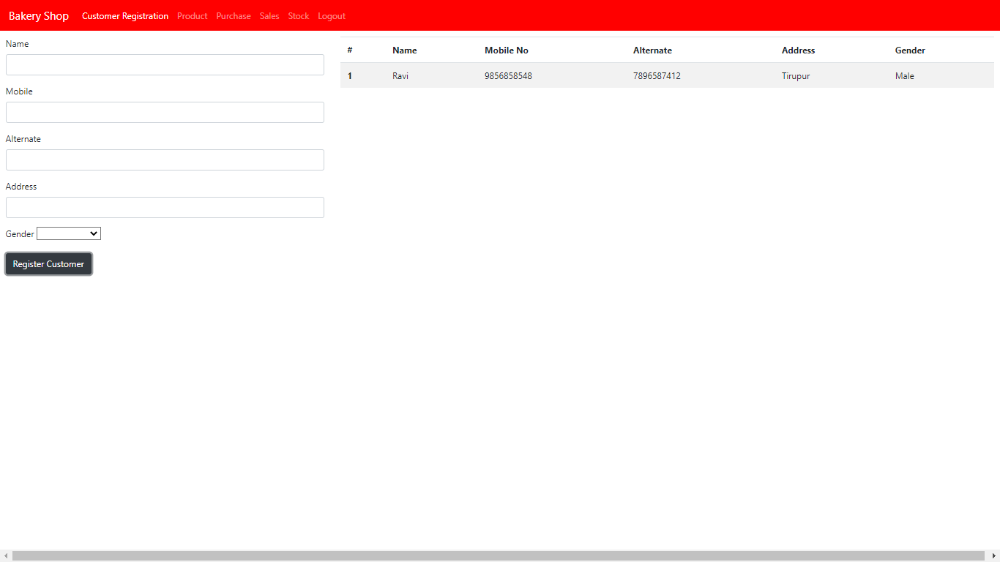 Bakery Shop Customer Registration Product Purchase Sales Stock Logout
Name
Mobile
Alternate
Address
Gender
Register Customer
# Name Mobile No Alternate Address Gender
1 Ravi 9856858548 7896587412 Tirupur Male